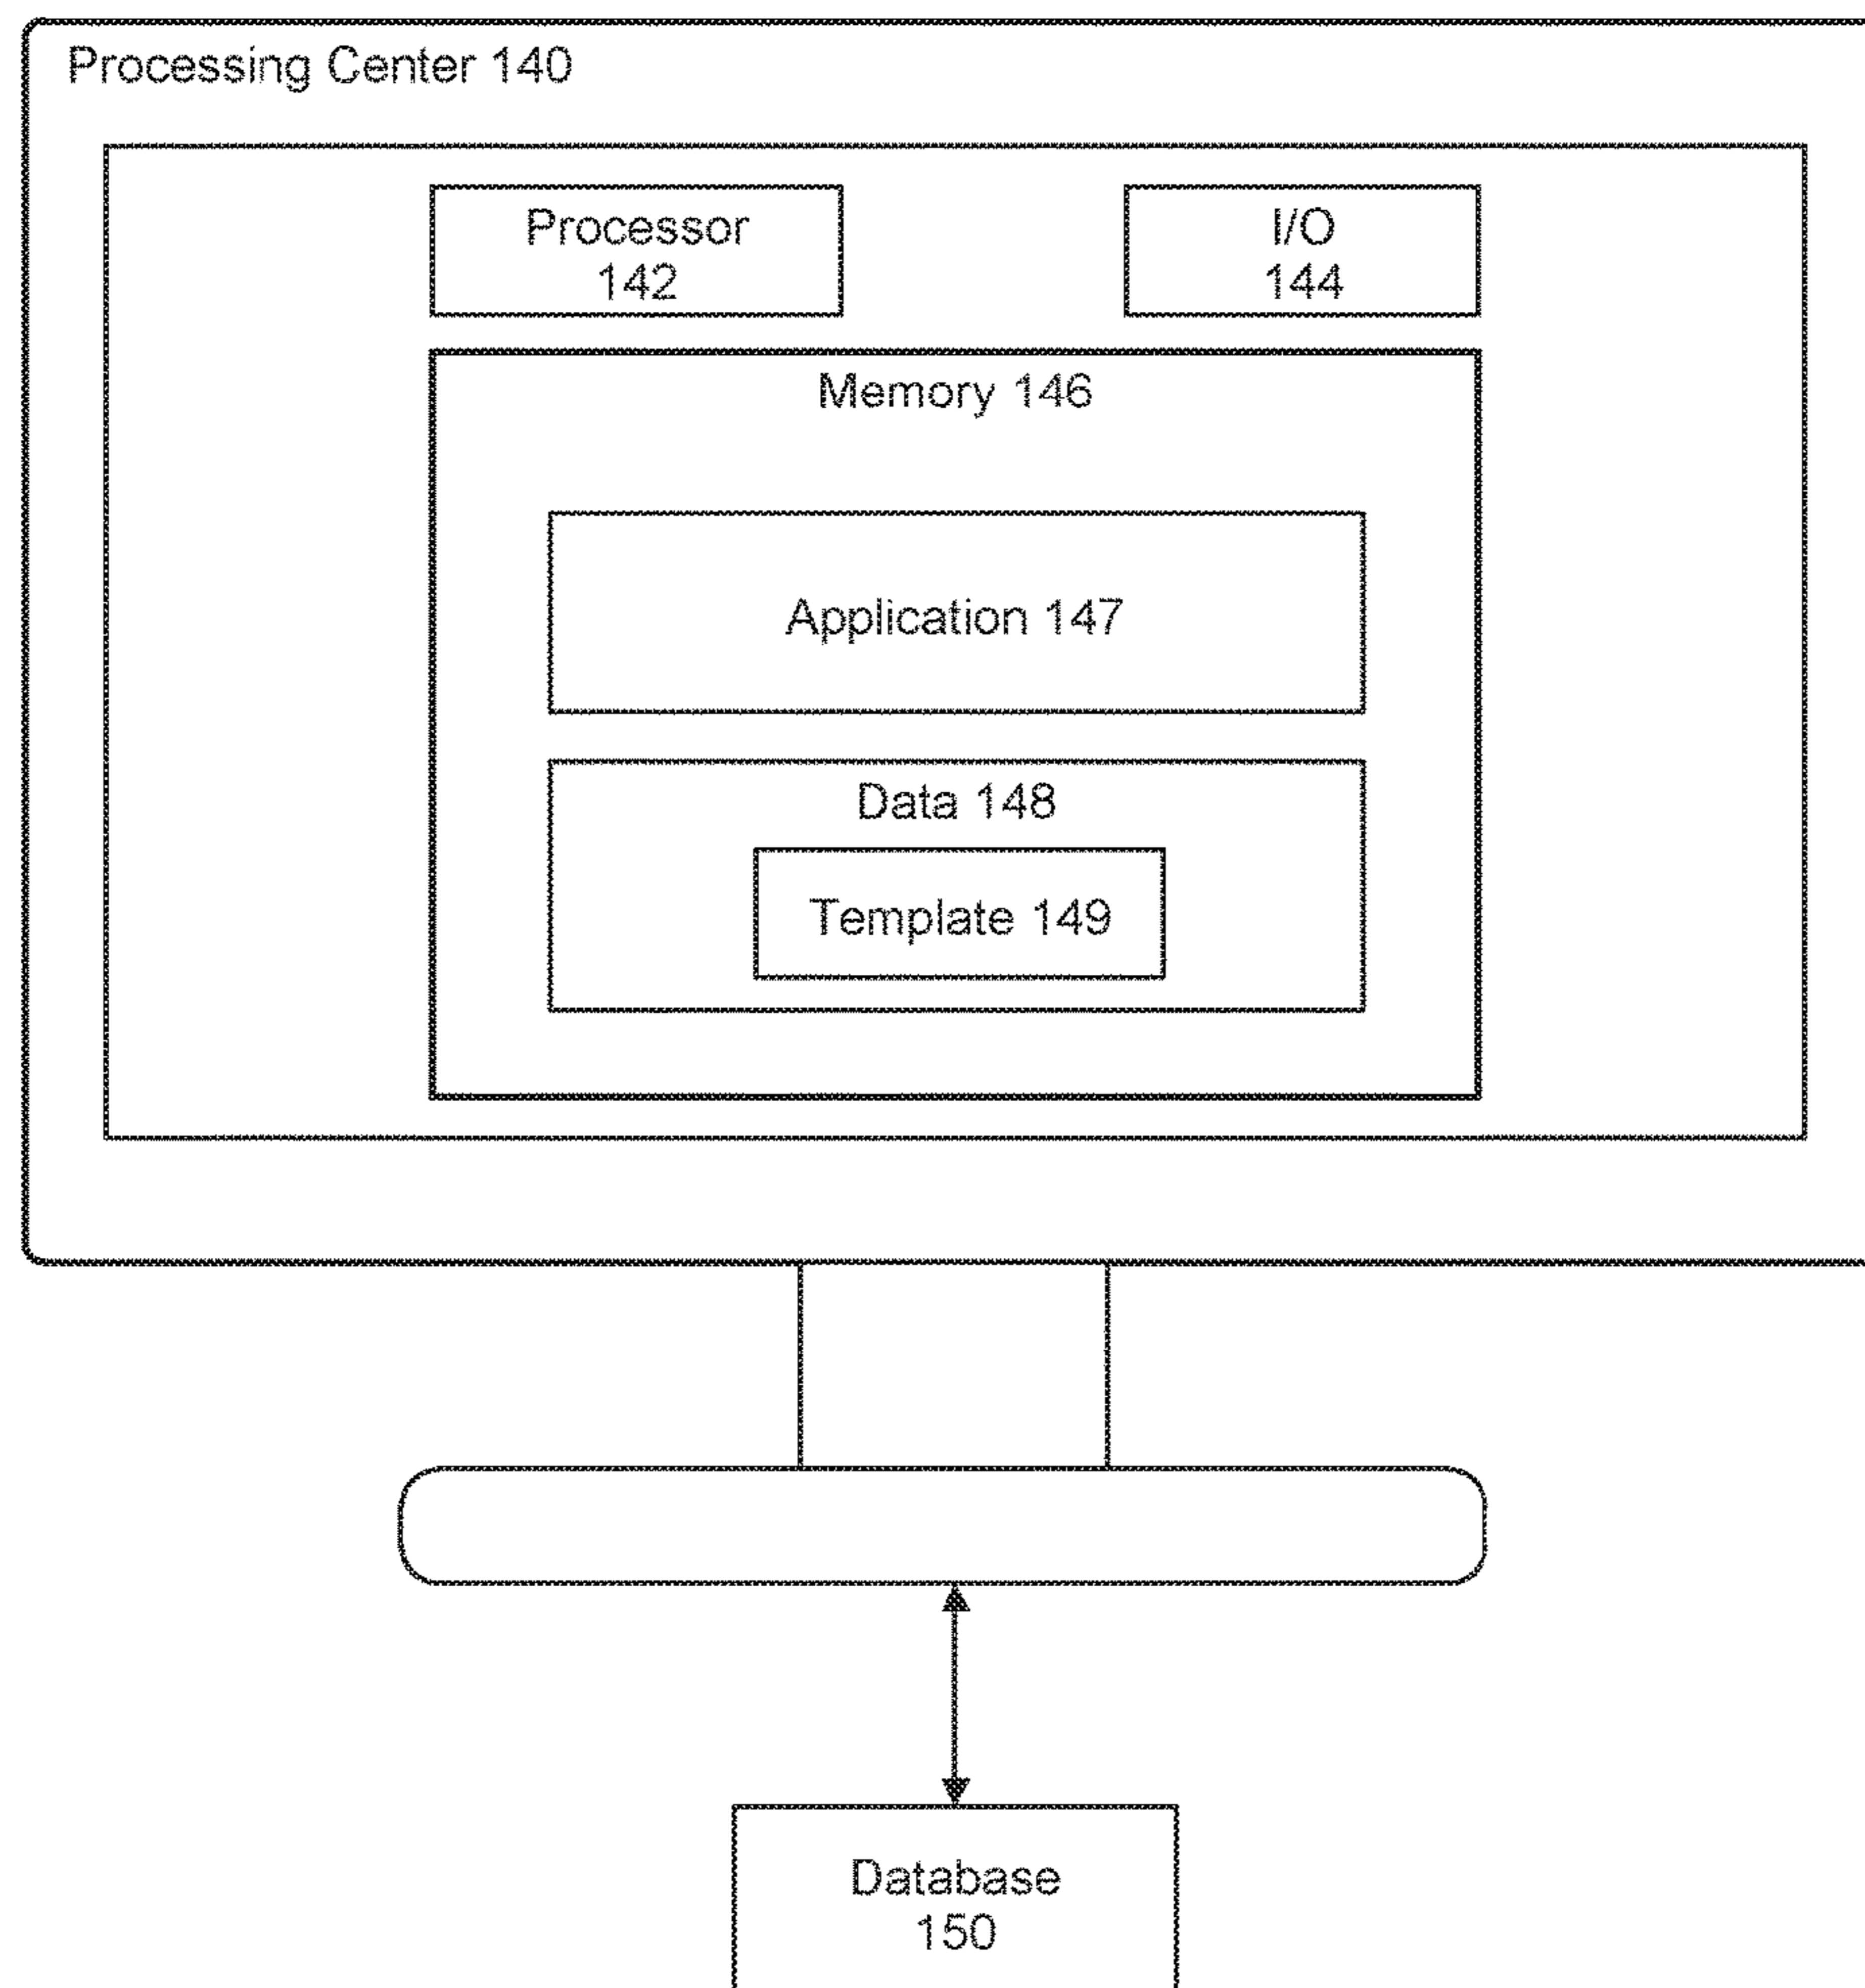 Processing Center 140
Processor
142
I/O
144
Memory 146
Application 147
Data 148
Template 149
Database
150